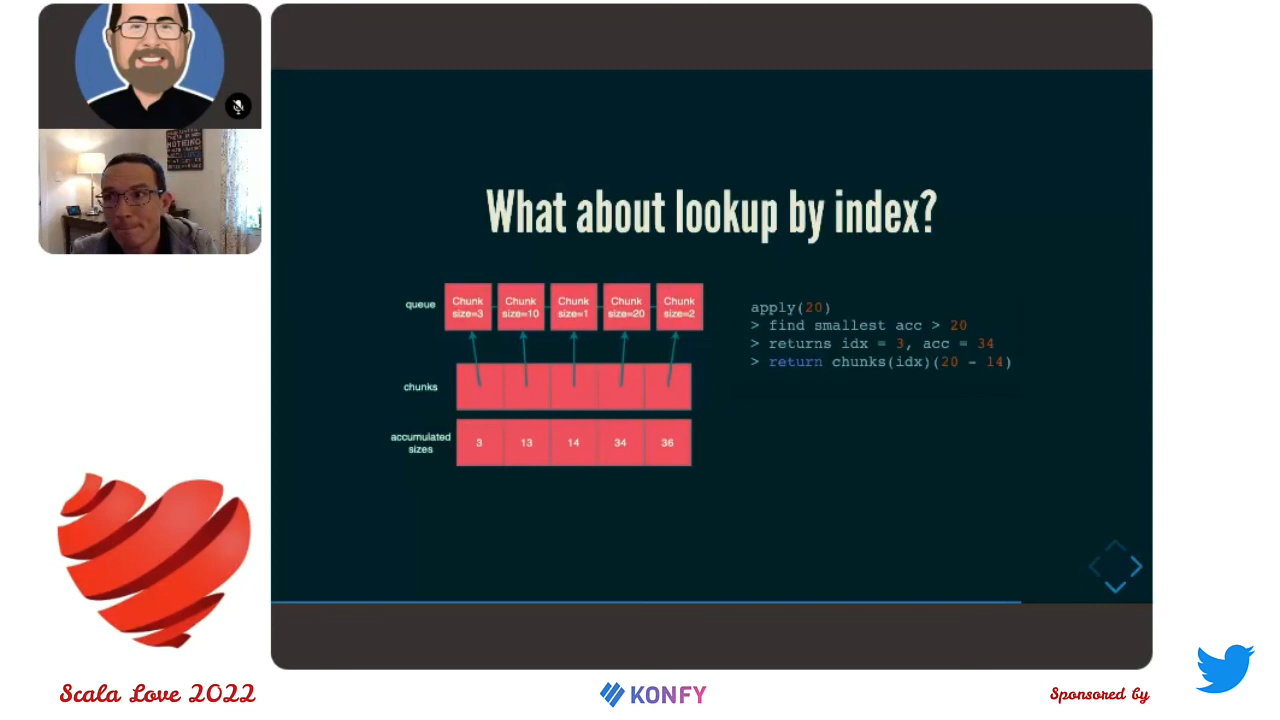 NOTHING
What about lookup by index?
queue
Chunk size=3
Chunk size=10
Chunk size=1
Chunk size=20
Chunk size=2
chunks
accumulated sizes
3 13 14 34 36
apply(20)
> find smallest acc > 20
> returns idx = 3, acc = 34
> return chunks(idx)(20 - 14)
Scala Love 2022
KONFY
Sponsored by